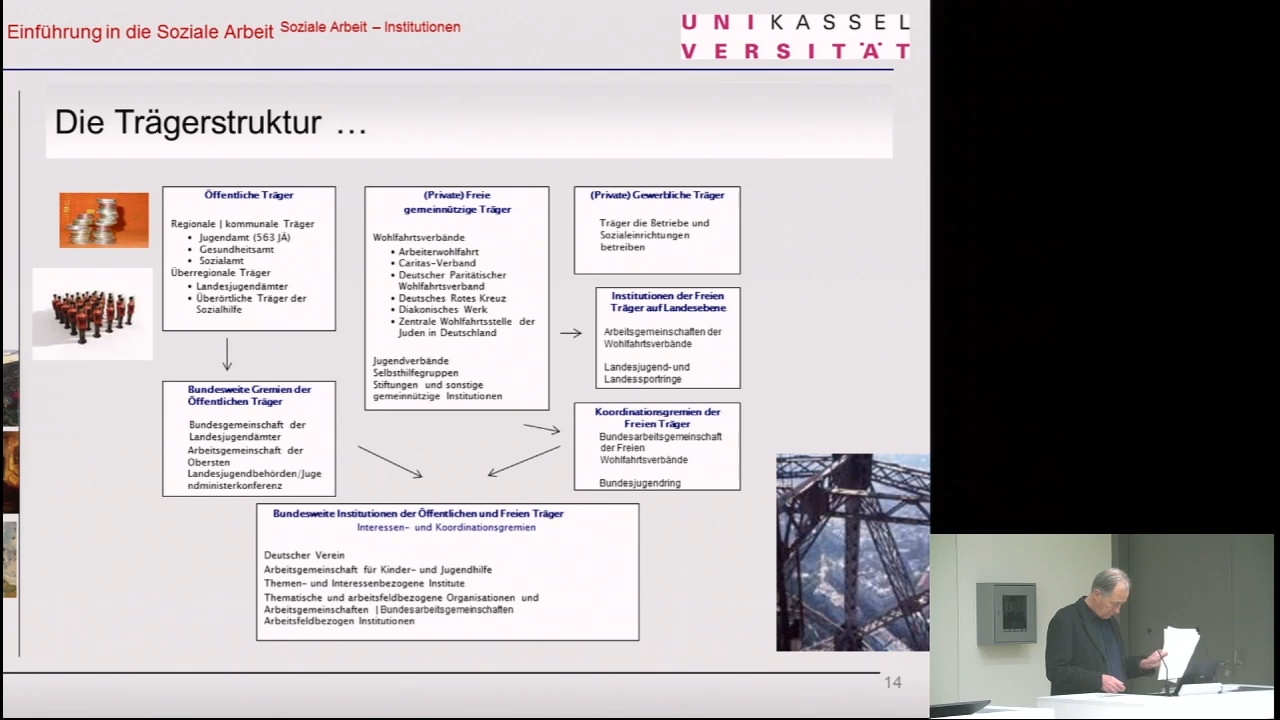 Einführung in die Soziale Arbeit Soziale Arbeit – Institutionen
UNIKASSEL
VERSITÄT
Die Trägerstruktur …
Öffentliche Träger
Regionale | kommunale Träger
• Jugendamt (563 JÄ)
• Gesundheitsamt
• Sozialamt
Überregionale Träger
• Landesjugendämter
• Überörtliche Träger der
Sozialhilfe
(Private) Freie
gemeinnützige Träger
Wohlfahrtsverbände
• Arbeiterwohlfahrt
• Caritas-Verband
• Deutscher Paritätischer
Wohlfahrtsverband
• Deutsches Rotes Kreuz
• Diakonisches Werk
• Zentrale Wohlfahrtsstelle der
Juden in Deutschland
Jugendverbände
Selbsthilfegruppen
Stiftungen und sonstige
gemeinnützige Institutionen
(Private) Gewerbliche Träger
Träger die Betriebe und
Sozialeinrichtungen
betreiben
Institutionen der Freien
Träger auf Landesebene
Arbeitsgemeinschaften der
Wohlfahrtsverbände
Landesjugend-und
Landessportringe
Bundesweite Gremien der
Öffentlichen Träger
Bundesgemeinschaft der
Landesjugendämter
Arbeitsgemeinschaft der
Obersten
Landesjugendbehörden/Juge
ndministerkonferenz
Koordinationsgremien der
Freien Träger
Bundesarbeitsgemeinschaft
der Freien
Wohlfahrtsverbände
Bundesjugendring
Bundesweite Institutionen der Öffentlichen und Freien Träger
Interessen- und Koordinationsgremien
Deutscher Verein
Arbeitsgemeinschaft für Kinder- und Jugendhilfe
Themen- und Interessenbezogene Institute
Thematische und arbeitsfeldbezogene Organisationen und
Arbeitsgemeinschaften | Bundesarbeitsgemeinschaften
Arbeitsfeldbezogen Institutionen
14